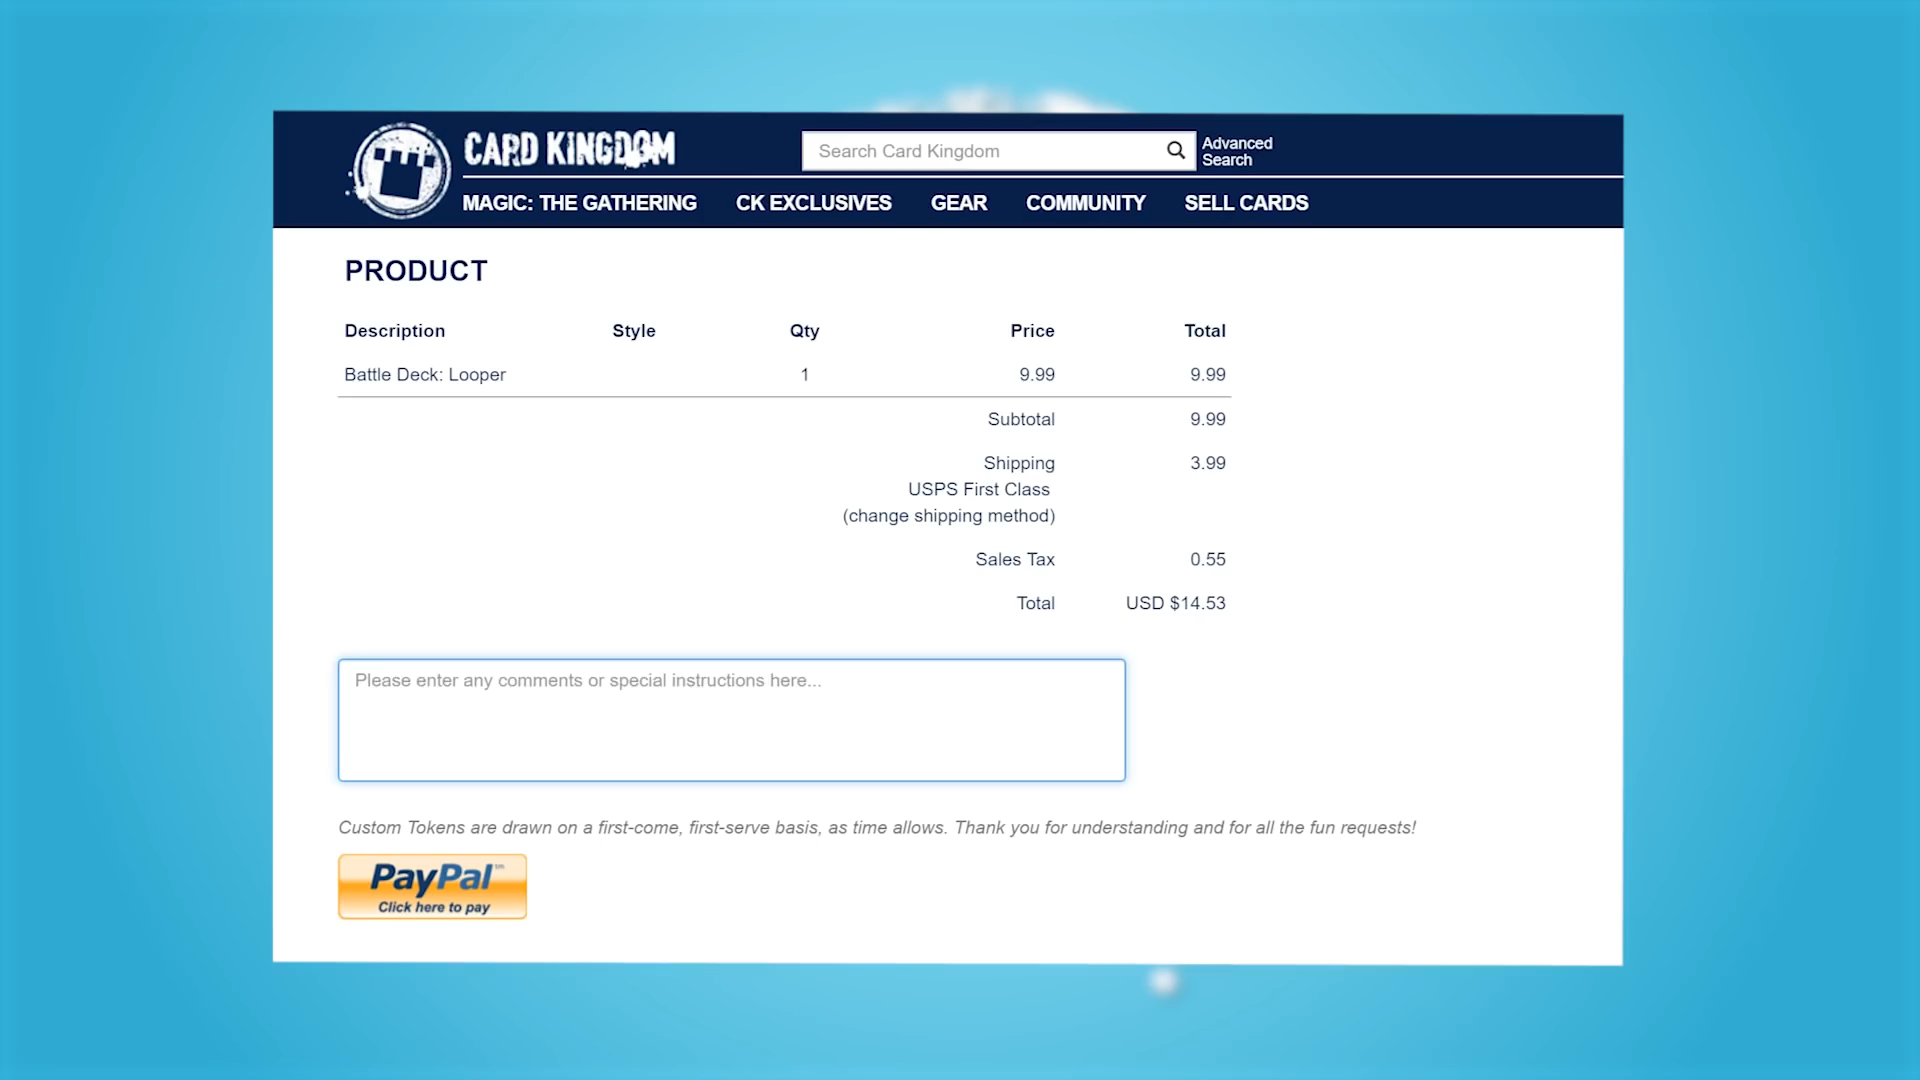 CARD KINGDOM
Search Card Kingdom
Advanced
Search
MAGIC: THE GATHERING CK EXCLUSIVES GEAR COMMUNITY SELL CARDS
PRODUCT
Description Style Qty Price Total
Battle Deck: Looper 1 9.99 9.99
Subtotal 9.99
Shipping 3.99
USPS First Class
(change shipping method)
Sales Tax 0.55
Total USD $14.53
Please enter any comments or special instructions here...
Custom Tokens are drawn on a first-come, first-serve basis, as time allows. Thank you for understanding and for all the fun requests!
PayPal℠
Click here to pay